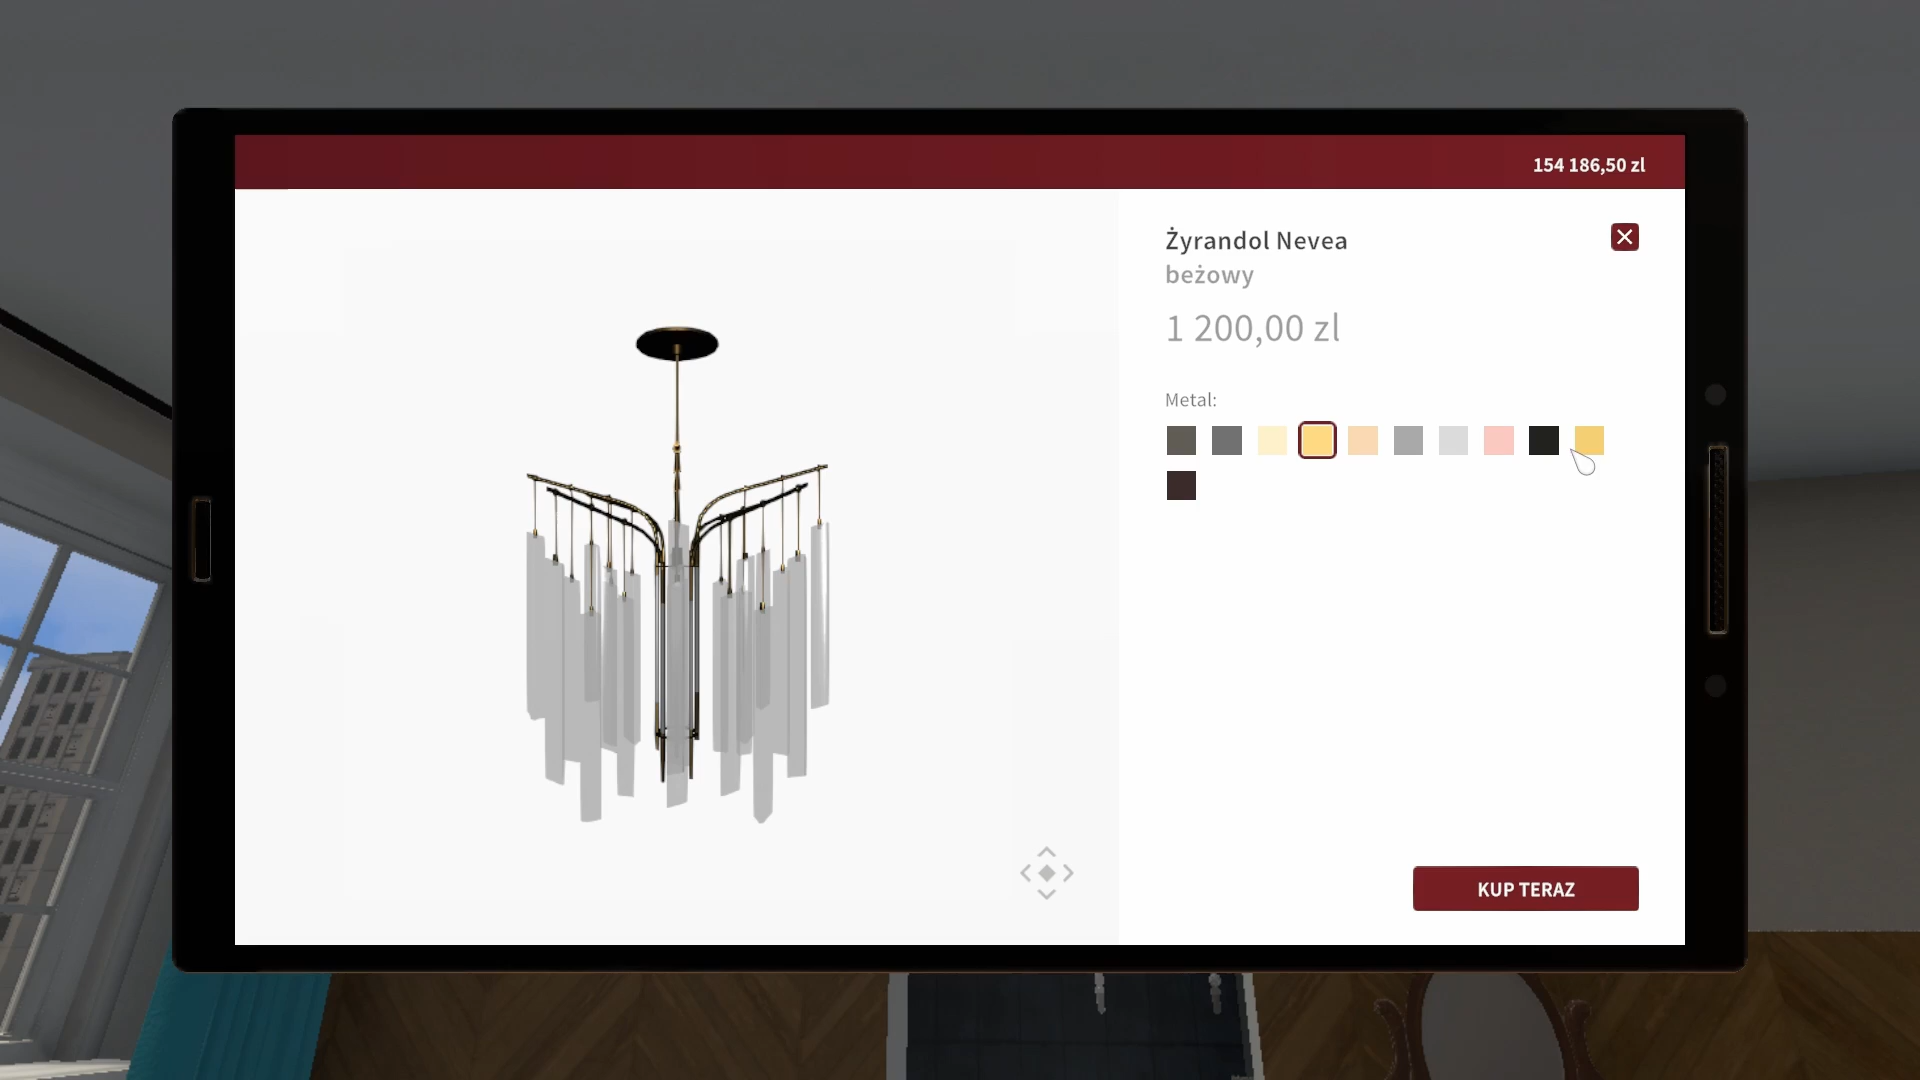 154 186,50 zl
Żyrandol Nevea
beżowy
1 200,00 zl
Metal:
KUP TERAZ